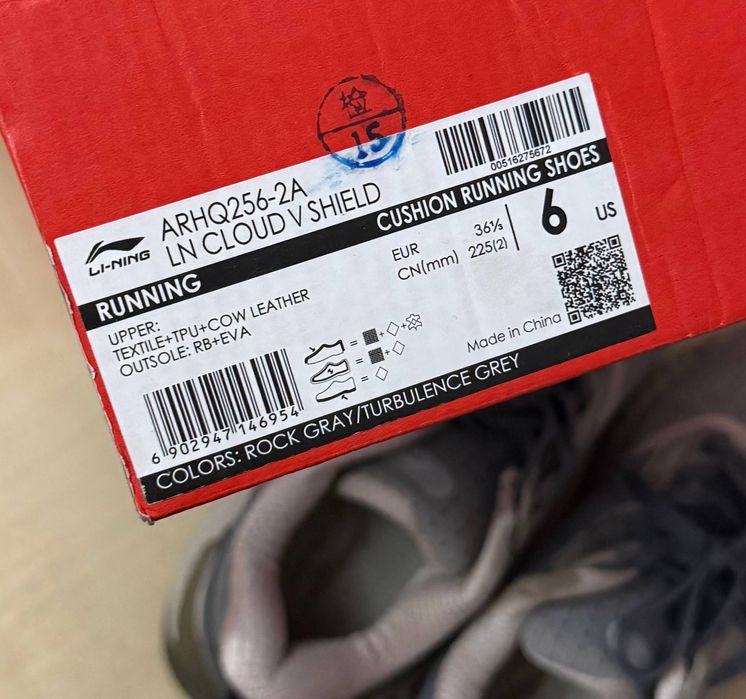 15
00516275672
ARHQ256-2A
LN CLOUD V SHIELD
LI-NING
RUNNING
CUSHION RUNNING SHOES
UPPER:
TEXTILE+TPU+COW LEATHER
OUTSOLE: RB+EVA
EUR 36⅓
CN(mm) 225(2)
6 US
Made in China
6 902947 146954
COLORS: ROCK GRAY/TURBULENCE GREY